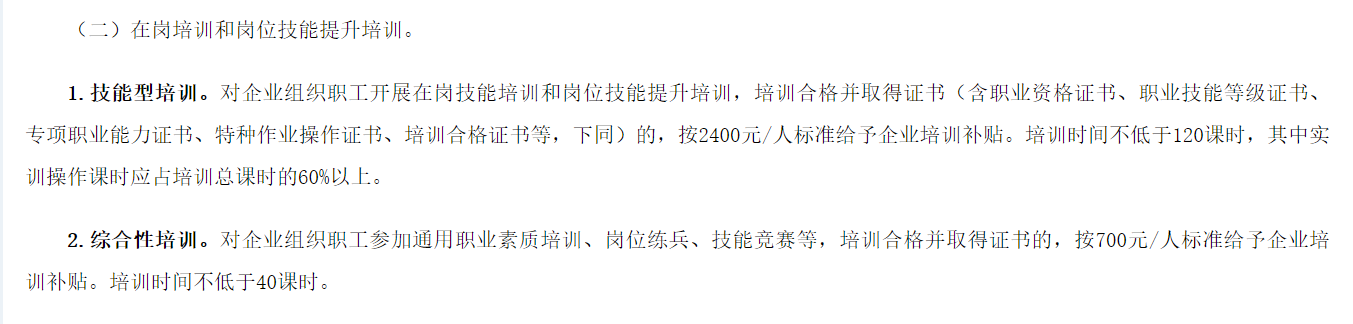 （二）在岗培训和岗位技能提升培训。
1.技能型培训。对企业组织职工开展在岗技能培训和岗位技能提升培训，培训合格并取得证书（含职业资格证书、职业技能等级证书、
专项职业能力证书、特种作业操作证书、培训合格证书等，下同）的，按2400元/人标准给予企业培训补贴。培训时间不低于120课时，其中实
训操作课时应占培训总课时的60%以上。
2.综合性培训。对企业组织职工参加通用职业素质培训、岗位练兵、技能竞赛等，培训合格并取得证书的，按700元/人标准给予企业培
训补贴。培训时间不低于40课时。